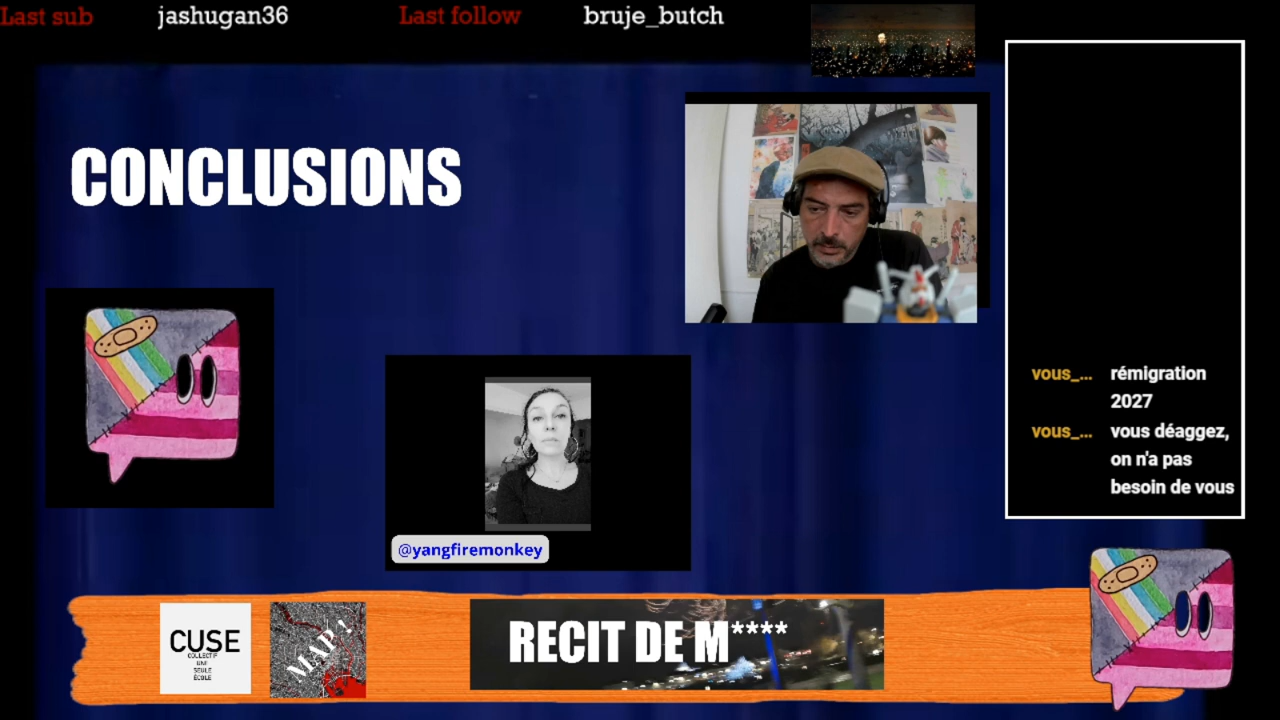 Last sub jashugan36 Last follow bruje_butch
CONCLUSIONS
vous_... rémigration
2027
vous_... vous déaggez,
on n'a pas
besoin de vous
@yangfiremonkey
CUSE
COLLECTIF
UNE
SEULE
ÉCOLE
MAP !
RECIT DE M****